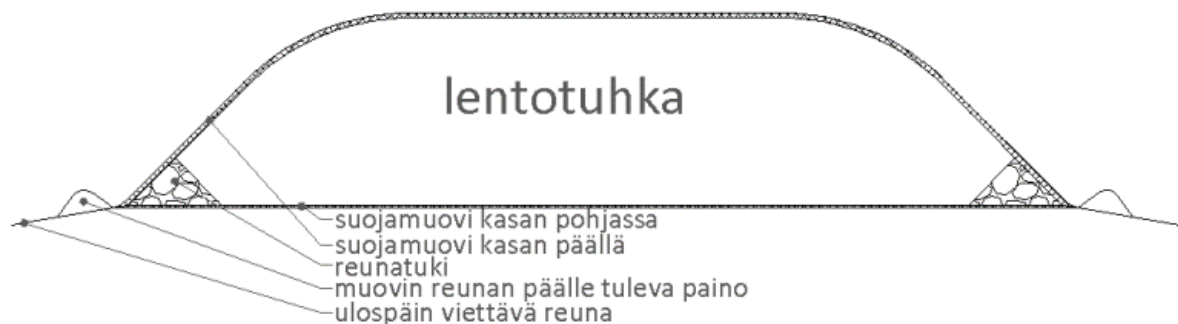 lentotuhka
suojamuovi kasan pohjassa
suojamuovi kasan päällä
reunatuki
muovin reunan päälle tuleva paino
ulospäin viettävä reuna